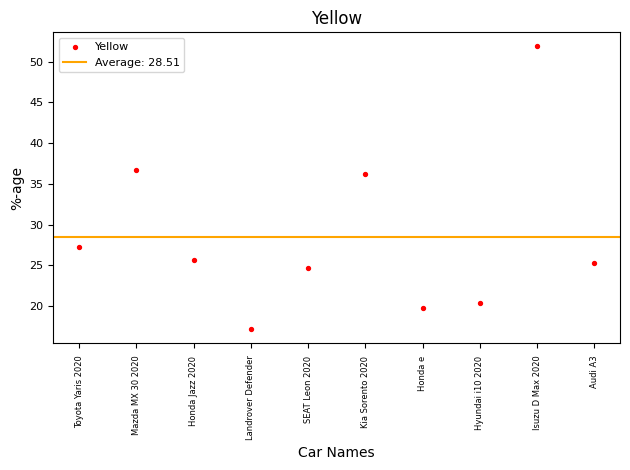 Yellow
Yellow
Average: 28.51
%-age
50
45
40
35
30
25
20
Toyota Yaris 2020
Mazda MX 30 2020
Honda Jazz 2020
Landrover Defender
SEAT Leon 2020
Kia Sorento 2020
Honda e
Hyundai i10 2020
Isuzu D Max 2020
Audi A3
Car Names